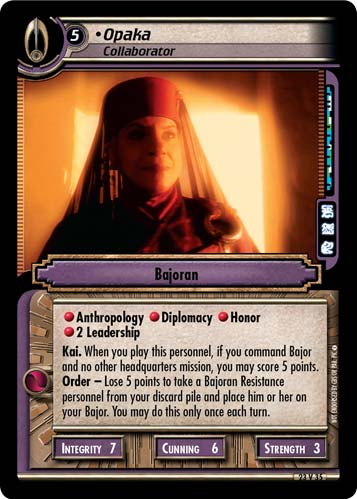 5
•Opaka
Collaborator
Bajoran
Anthropology Diplomacy Honor
2 Leadership
Kai. When you play this personnel, if you command Bajor
and no other headquarters mission, you may score 5 points.
Order – Lose 5 points to take a Bajoran Resistance
personnel from your discard pile and place him or her on
your Bajor. You may do this only once each turn.
INTEGRITY 7 CUNNING 6 STRENGTH 3
23 V 35